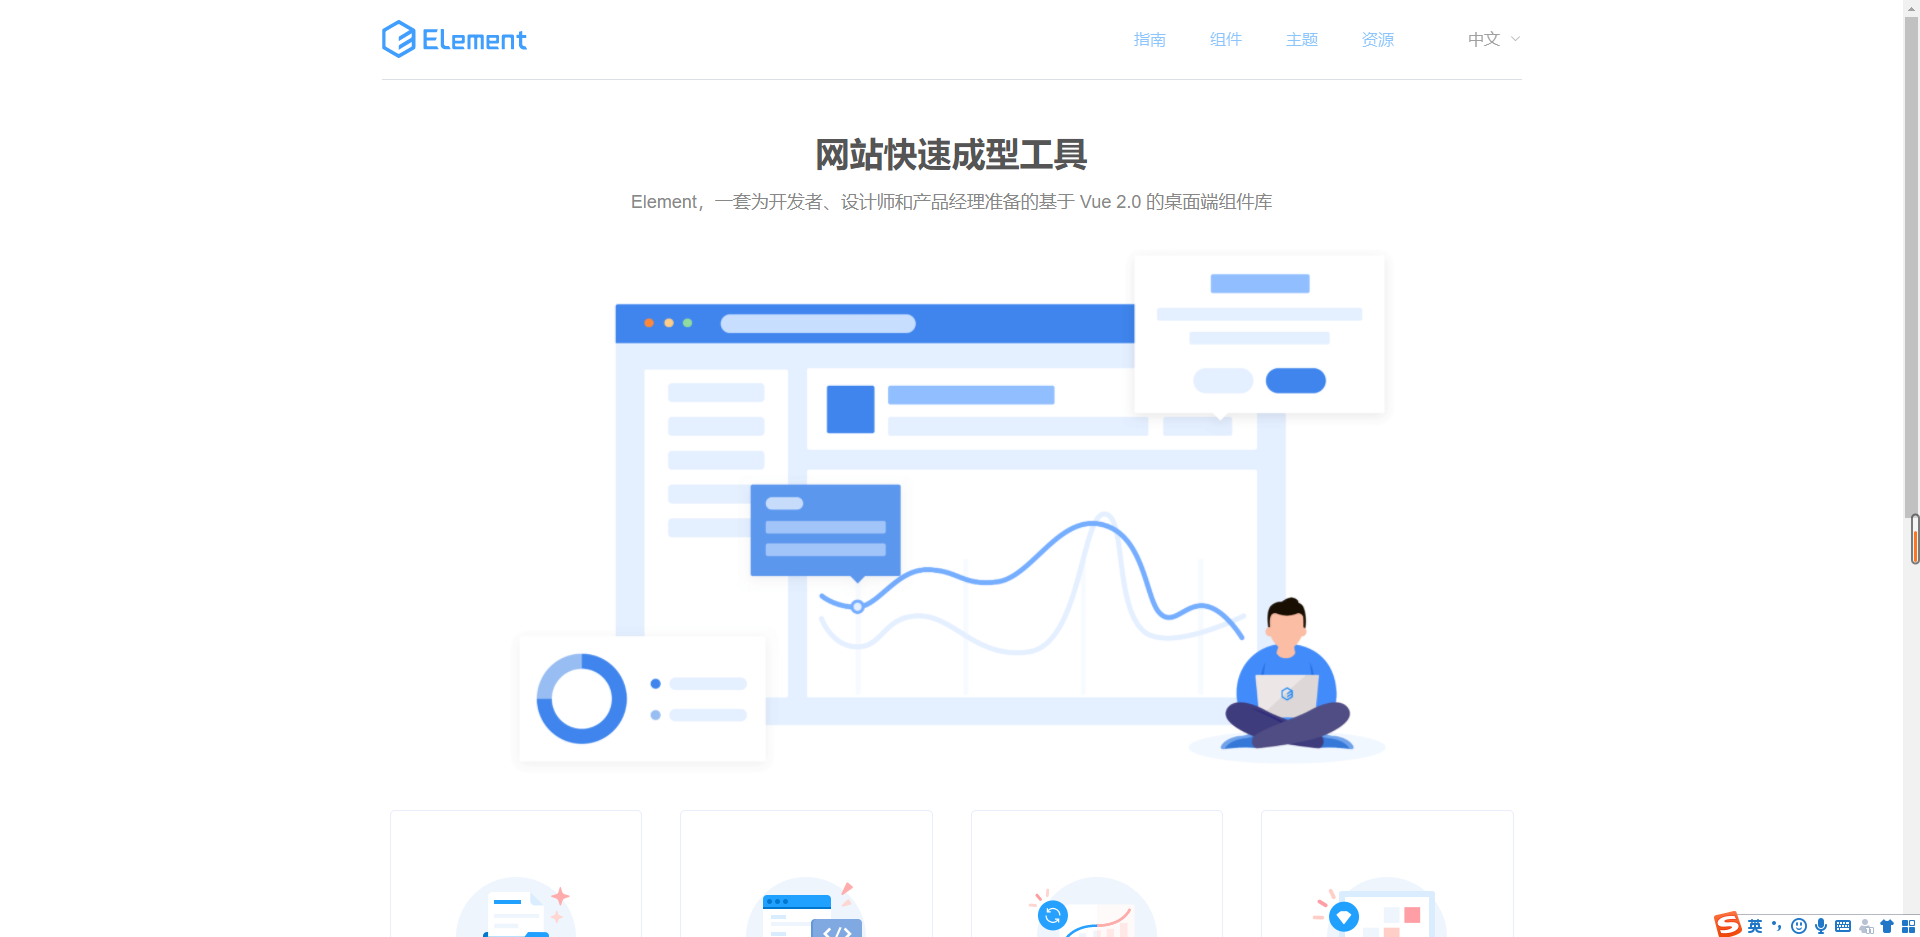 Element
指南 组件 主题 资源 中文
网站快速成型工具
Element，一套为开发者、设计师和产品经理准备的基于 Vue 2.0 的桌面端组件库
</>
英